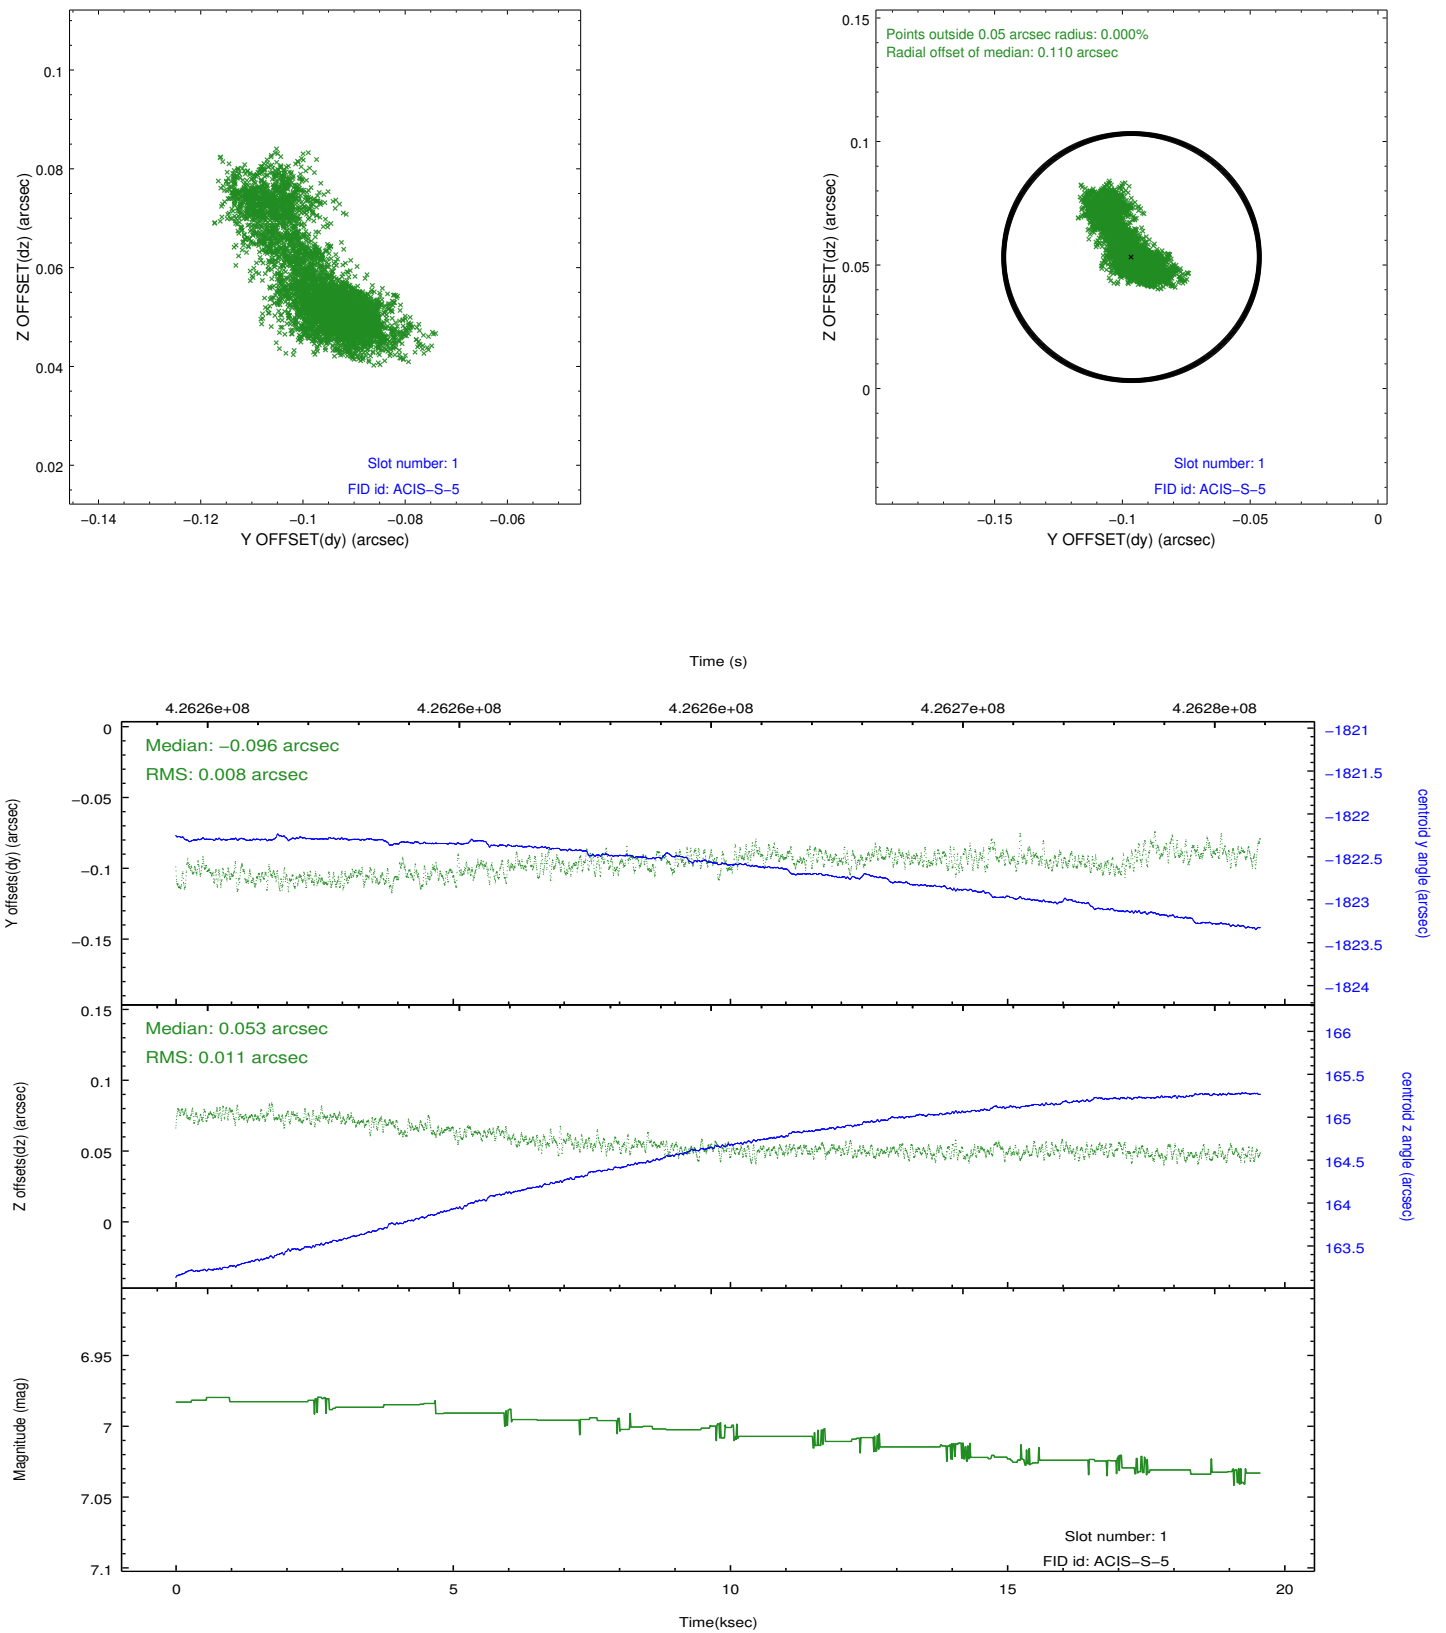 0.1
0.08
0.06
0.04
0.02
Z OFFSET(dz) (arcsec)
Slot number: 1
FID id: ACIS−S−5
−0.14 −0.12 −0.1 −0.08 −0.06
Y OFFSET(dy) (arcsec)
Points outside 0.05 arcsec radius: 0.000%
Radial offset of median: 0.110 arcsec
0.15
0.1
0.05
0
Z OFFSET(dz) (arcsec)
Slot number: 1
FID id: ACIS−S−5
−0.15 −0.1 −0.05 0
Y OFFSET(dy) (arcsec)
Time (s)
4.2626e+08 4.2626e+08 4.2626e+08 4.2627e+08 4.2628e+08
Median: −0.096 arcsec
RMS: 0.008 arcsec
0
−0.05
−0.1
−0.15
Y offsets(dy) (arcsec)
−1821
−1821.5
−1822
−1822.5
−1823
−1823.5
−1824
centroid y angle (arcsec)
Median: 0.053 arcsec
RMS: 0.011 arcsec
0.15
0.1
0.05
0
Z offsets(dz) (arcsec)
166
165.5
165
164.5
164
163.5
centroid z angle (arcsec)
6.95
7
7.05
7.1
Magnitude (mag)
Slot number: 1
FID id: ACIS−S−5
0 5 10 15 20
Time(ksec)